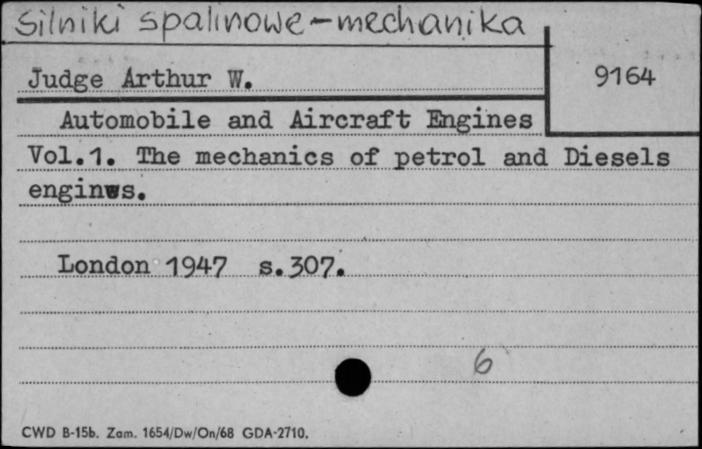 Silniki spalinowe-mechanika
Judge Arthur W.
9164
Automobile and Aircraft Engines
Vol.1. The mechanics of petrol and Diesels
enginws.
London 1947 s.307.
6
CWD B-15b. Zam. 1654/Dw/On/68 GDA-2710.